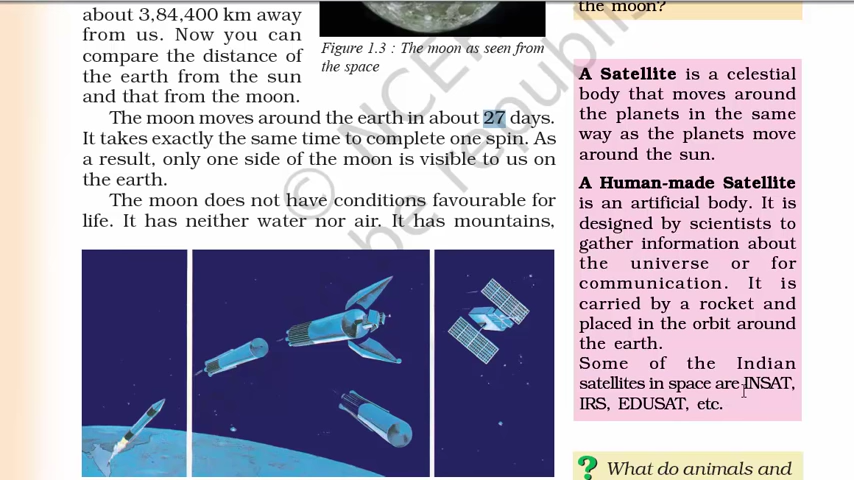 about 3,84,400 km away
from us. Now you can
compare the distance of
the earth from the sun
and that from the moon.
Figure 1.3 : The moon as seen from
the space
The moon moves around the earth in about 27 days.
It takes exactly the same time to complete one spin. As
a result, only one side of the moon is visible to us on
the earth.
The moon does not have conditions favourable for
life. It has neither water nor air. It has mountains,
the moon?
A Satellite is a celestial
body that moves around
the planets in the same
way as the planets move
around the sun.
A Human-made Satellite
is an artificial body. It is
designed by scientists to
gather information about
the universe or for
communication. It is
carried by a rocket and
placed in the orbit around
the earth.
Some of the Indian
satellites in space are INSAT,
IRS, EDUSAT, etc.
? What do animals and
© NCE
be republis